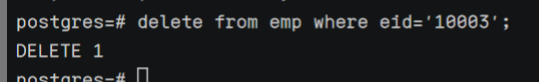 postgres=# delete from emp where eid='10003';
DELETE 1
postgres=#